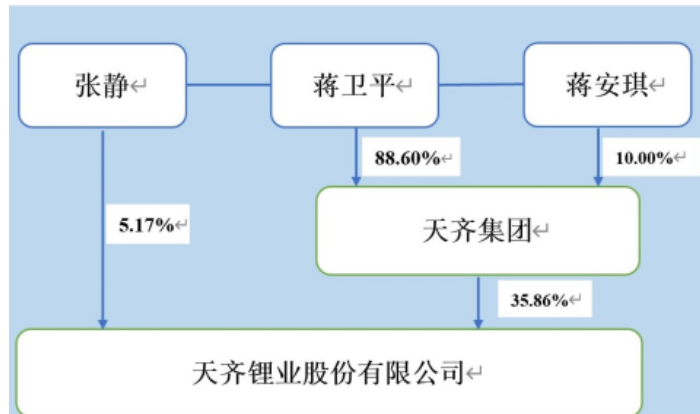 张静↵
蒋卫平↵
蒋安琪↵
88.60%↵
10.00%↵
5.17%↵
天齐集团↵
35.86%↵
天齐锂业股份有限公司↵